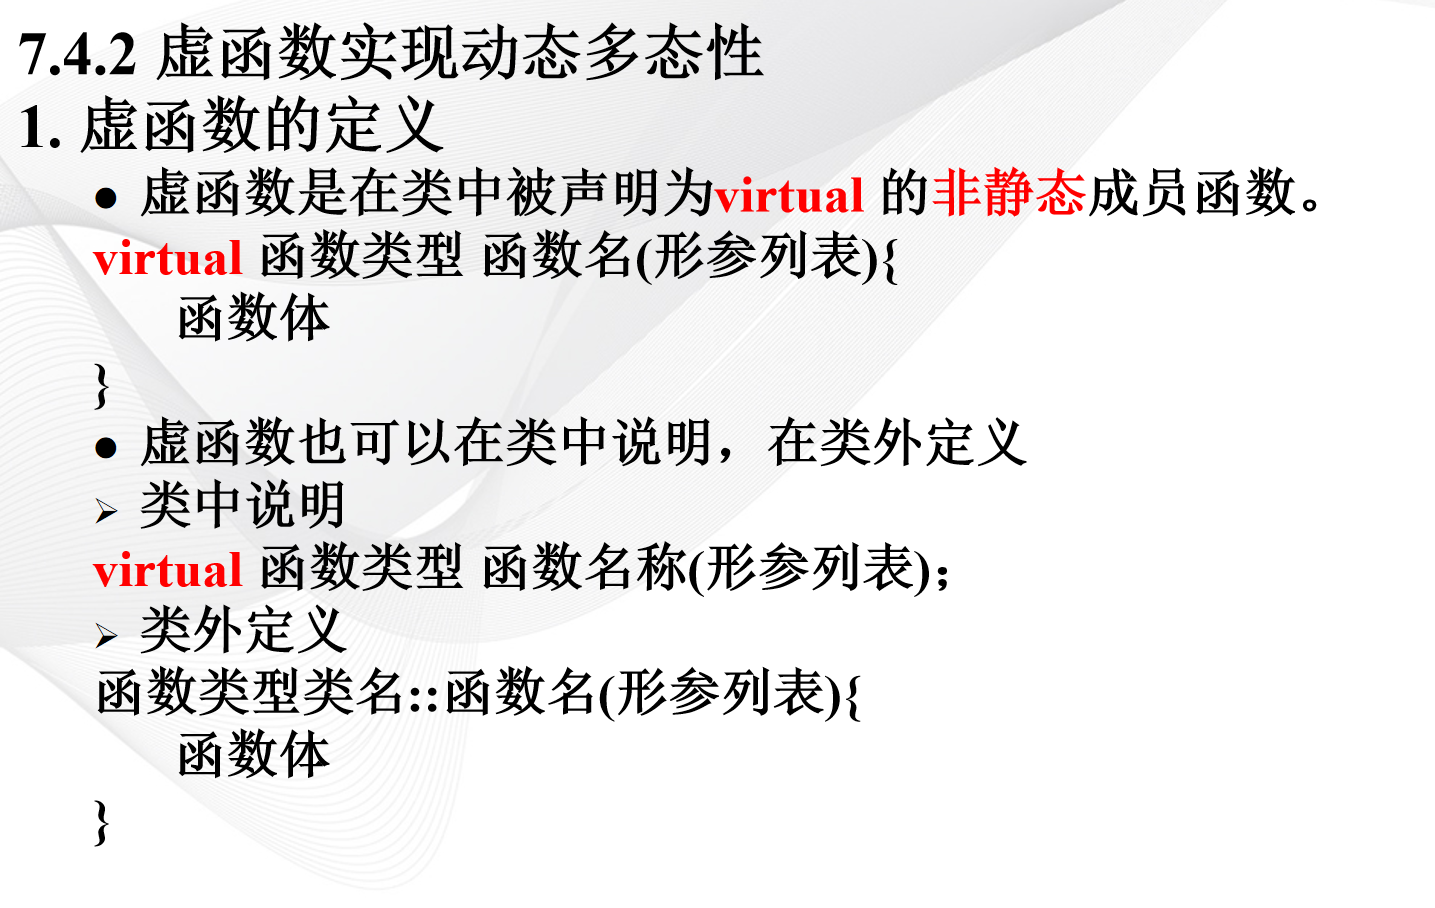 7.4.2 虚函数实现动态多态性
1. 虚函数的定义
● 虚函数是在类中被声明为virtual 的非静态成员函数。
virtual 函数类型 函数名(形参列表){
函数体
}
● 虚函数也可以在类中说明，在类外定义
➢ 类中说明
virtual 函数类型 函数名称(形参列表)；
➢ 类外定义
函数类型类名::函数名(形参列表){
函数体
}